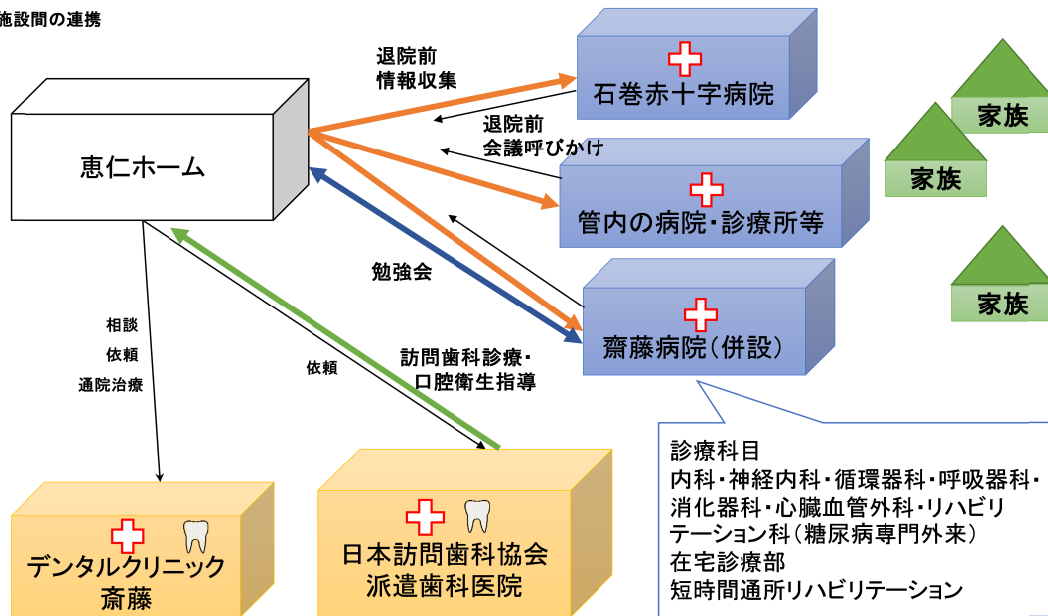 施設間の連携
退院前
情報収集
石巻赤十字病院
家族
退院前
会議呼びかけ
家族
恵仁ホーム
管内の病院・診療所等
勉強会
家族
齋藤病院(併設)
相談
依頼
通院治療
依頼
訪問歯科診療・
口腔衛生指導
診療科目
内科・神経内科・循環器科・呼吸器科・
消化器科・心臓血管外科・リハビリ
テーション科(糖尿病専門外来)
在宅診療部
短時間通所リハビリテーション
デンタルクリニック
斎藤
日本訪問歯科協会
派遣歯科医院